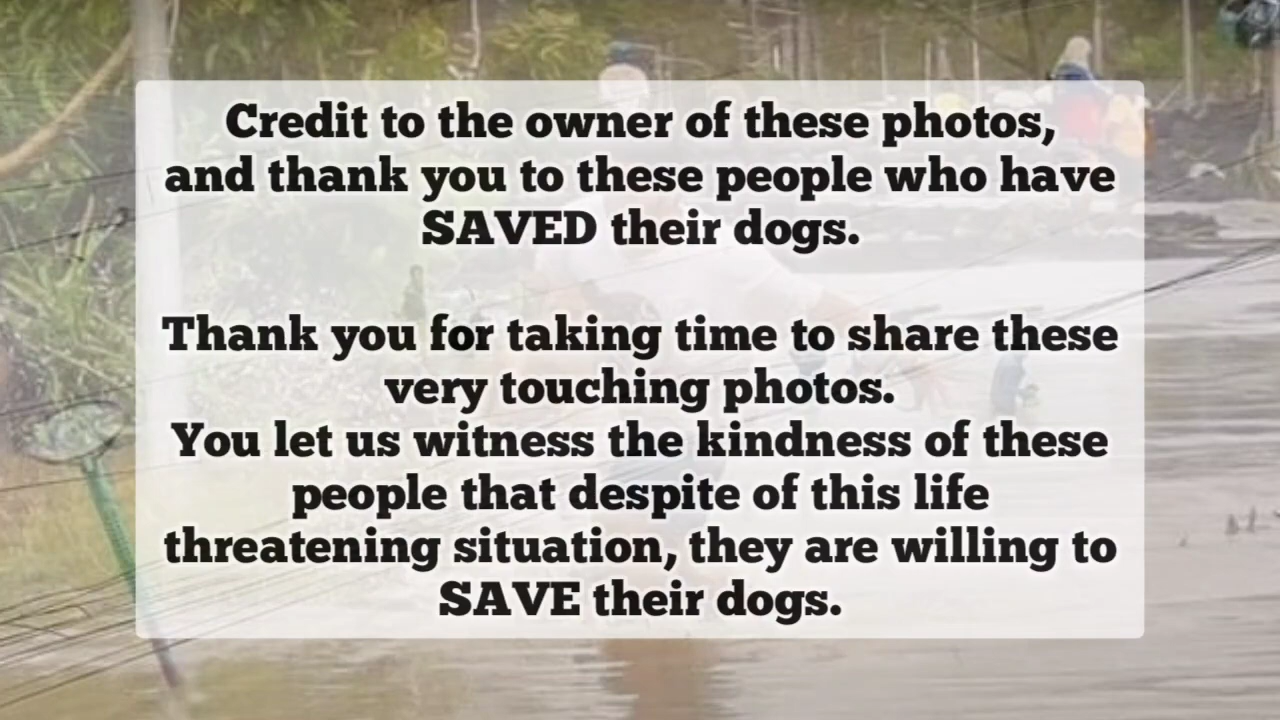 Credit to the owner of these photos,
and thank you to these people who have
SAVED their dogs.
Thank you for taking time to share these
very touching photos.
You let us witness the kindness of these
people that despite of this life
threatening situation, they are willing to
SAVE their dogs.